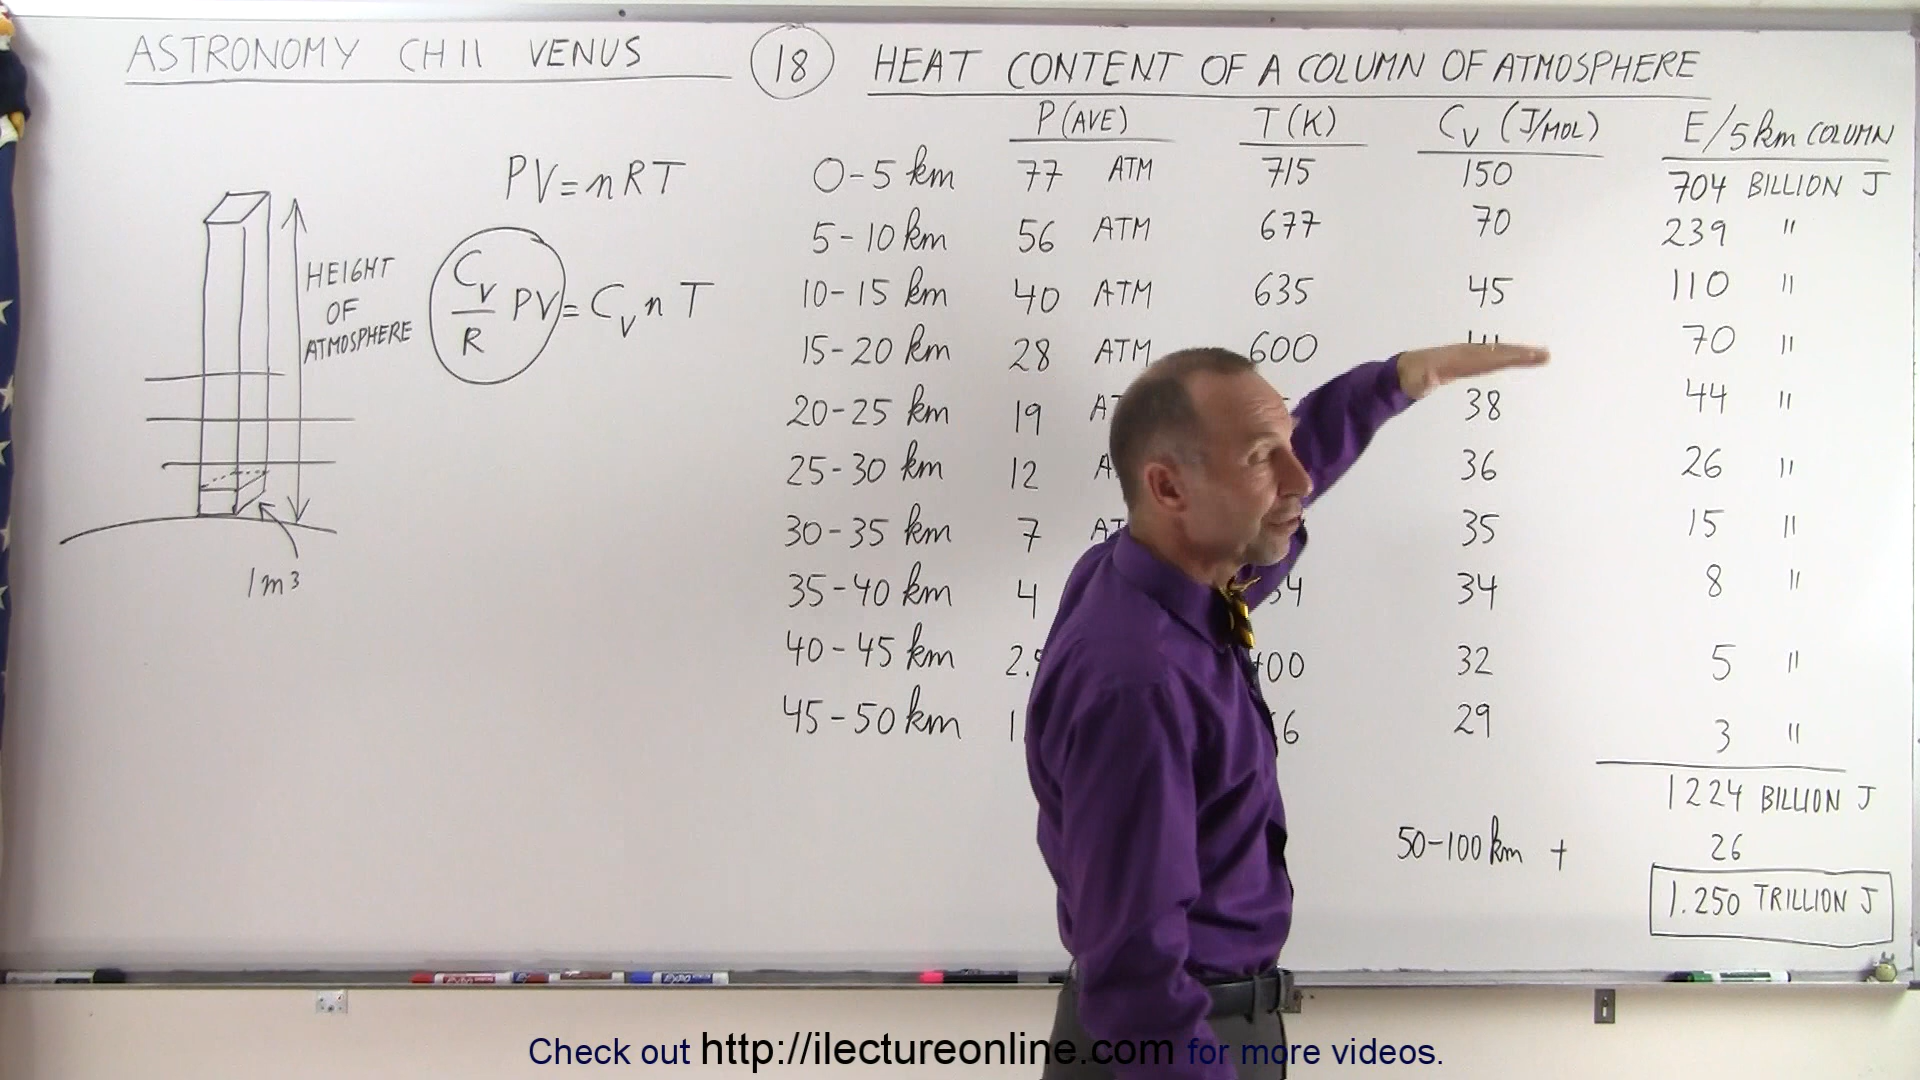 ASTRONOMY CH 11 VENUS
18 HEAT CONTENT OF A COLUMN OF ATMOSPHERE
P (AVE) T (K) Cv (J/MOL) E/5km COLUMN
0-5 km 77 ATM 715 150 704 BILLION J
5-10 km 56 ATM 677 70 239 "
10-15 km 40 ATM 635 45 110 "
15-20 km 28 ATM 600 70 "
20-25 km 19 38 44 "
25-30 km 12 36 26 "
30-35 km 7 35 15 "
35-40 km 4 34 8 "
40-45 km 32 5 "
45-50 km 29 3 "
1224 BILLION J
50-100 km + 26
1.250 TRILLION J
PV = nRT
Cv/R PV = Cv n T
HEIGHT
OF
ATMOSPHERE
1m³
Check out http://ilectureonline.com for more videos.